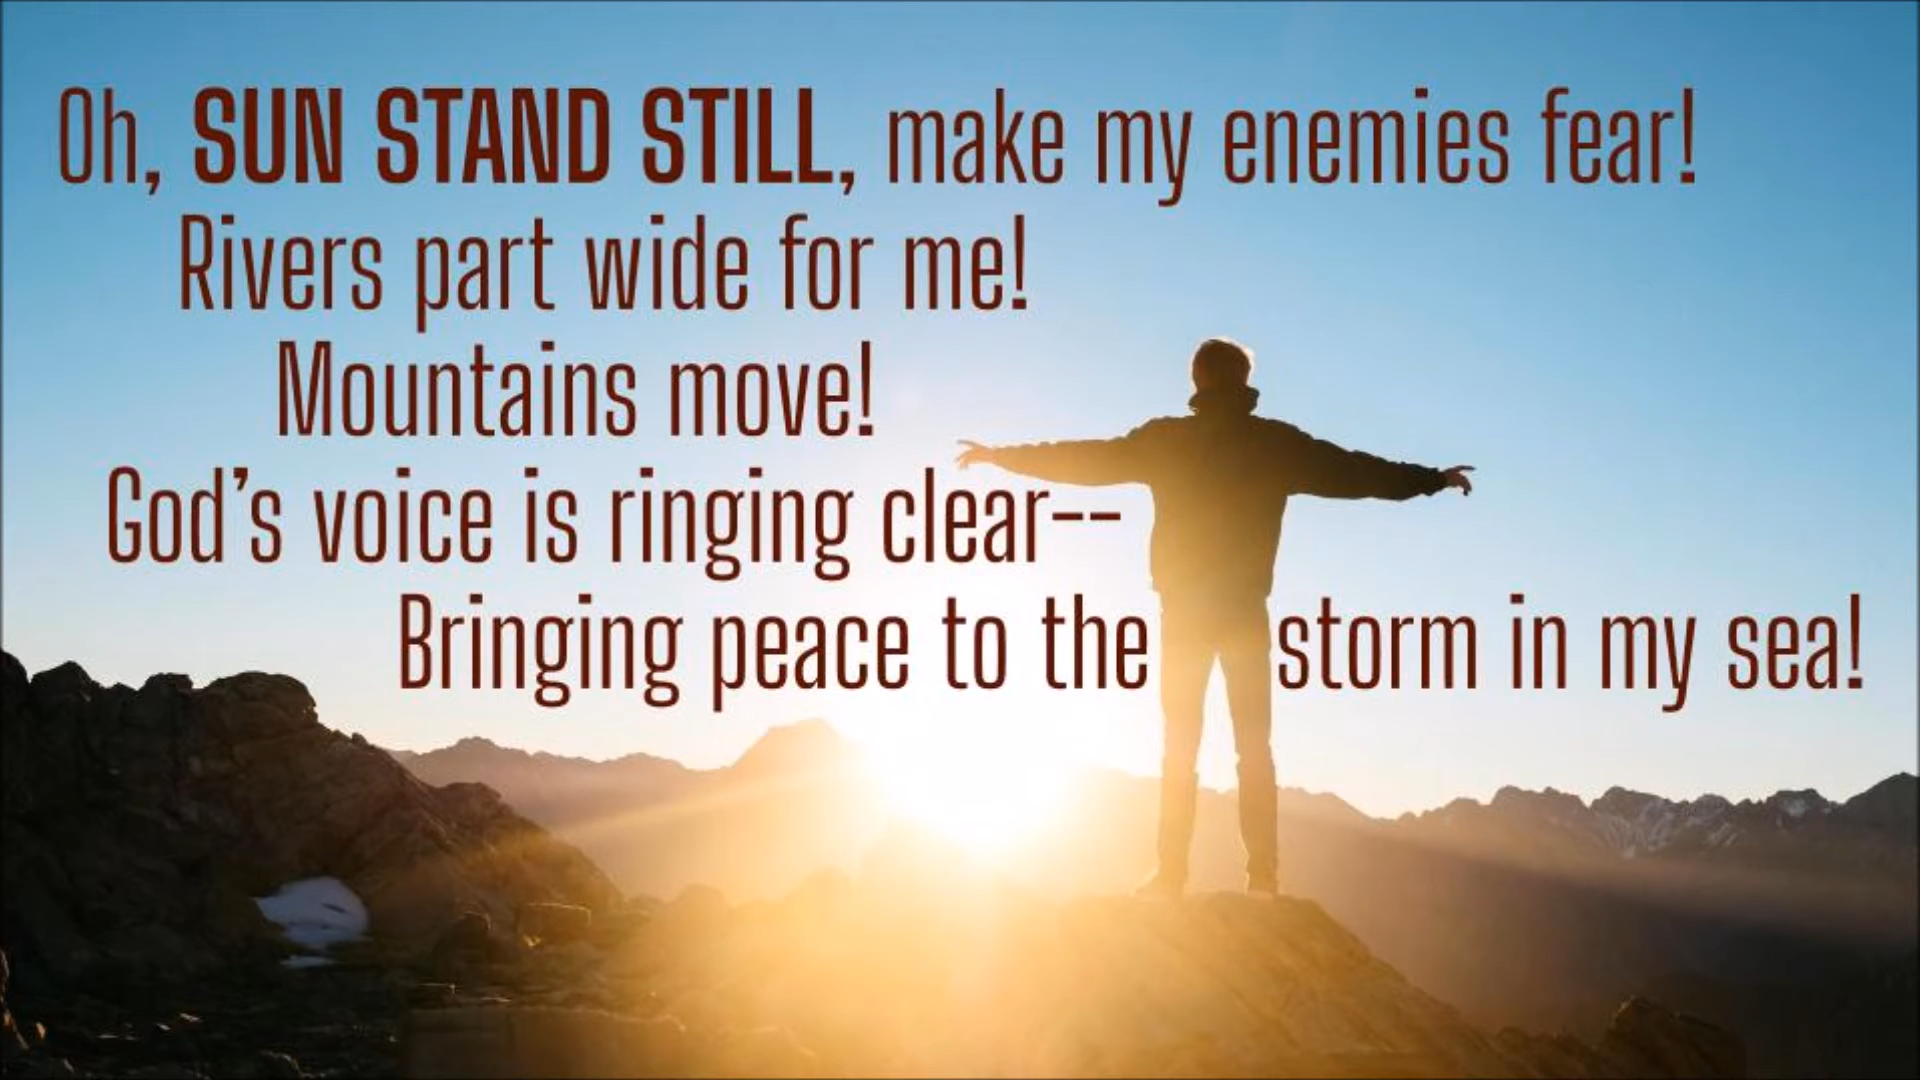 Oh, SUN STAND STILL, make my enemies fear!
Rivers part wide for me!
Mountains move!
God’s voice is ringing clear--
Bringing peace to the storm in my sea!